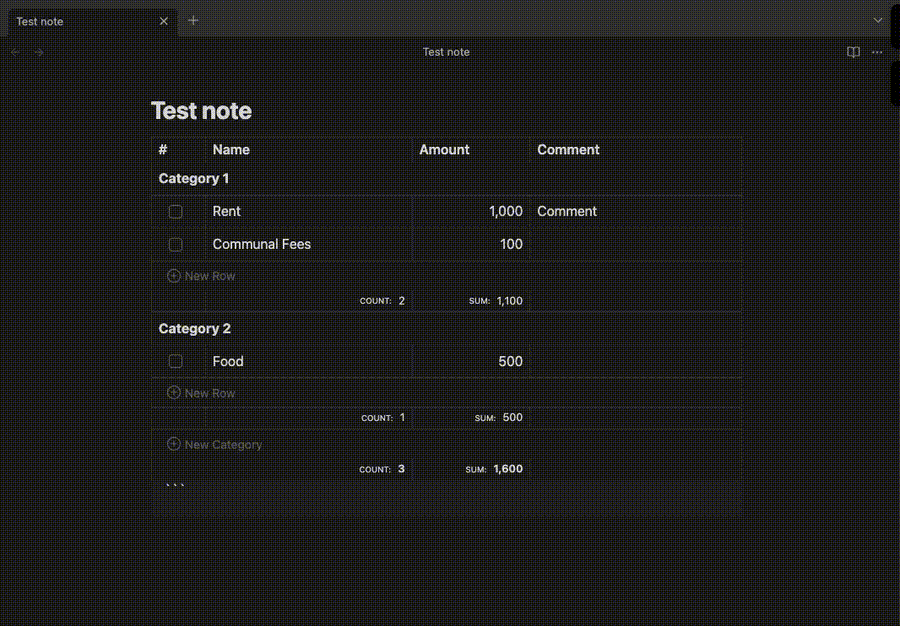 Test note
Test note
Test note
# Name Amount Comment
Category 1
Rent 1,000 Comment
Communal Fees 100
New Row
COUNT: 2 SUM: 1,100
Category 2
Food 500
New Row
COUNT: 1 SUM: 500
New Category
COUNT: 3 SUM: 1,600
```